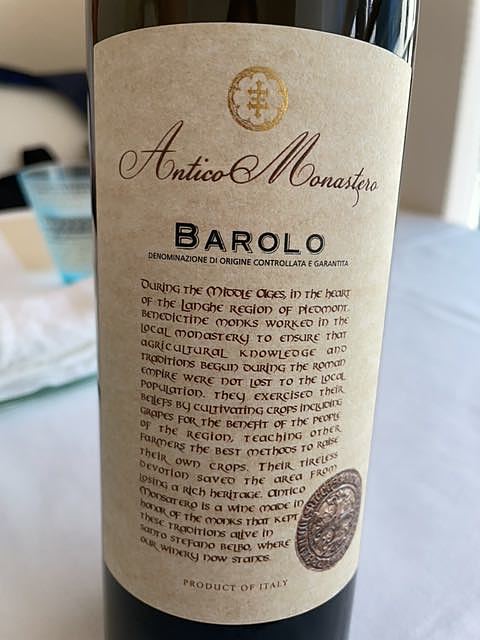 Antico Monastero
BAROLO
DENOMINAZIONE DI ORIGINE CONTROLLATA E GARANTITA
During the Middle Ages, in the heart
of the Langhe region of Piedmont,
Benedictine monks worked in the
local monastery to ensure that
agricultural knowledge and
traditions begun during the Roman
Empire were not lost to the local
population. They exercised their
beliefs by cultivating crops including
grapes for the benefit of the people
of the region, teaching other
farmers the best methods to raise
their own crops. Their tireless
devotion saved the area from
losing a rich heritage. Antico
Monsatero is a wine made in
honor of the monks that kept
these traditions alive in
Santo Stefano Belbo, where
our winery now stands.
PRODUCT OF ITALY